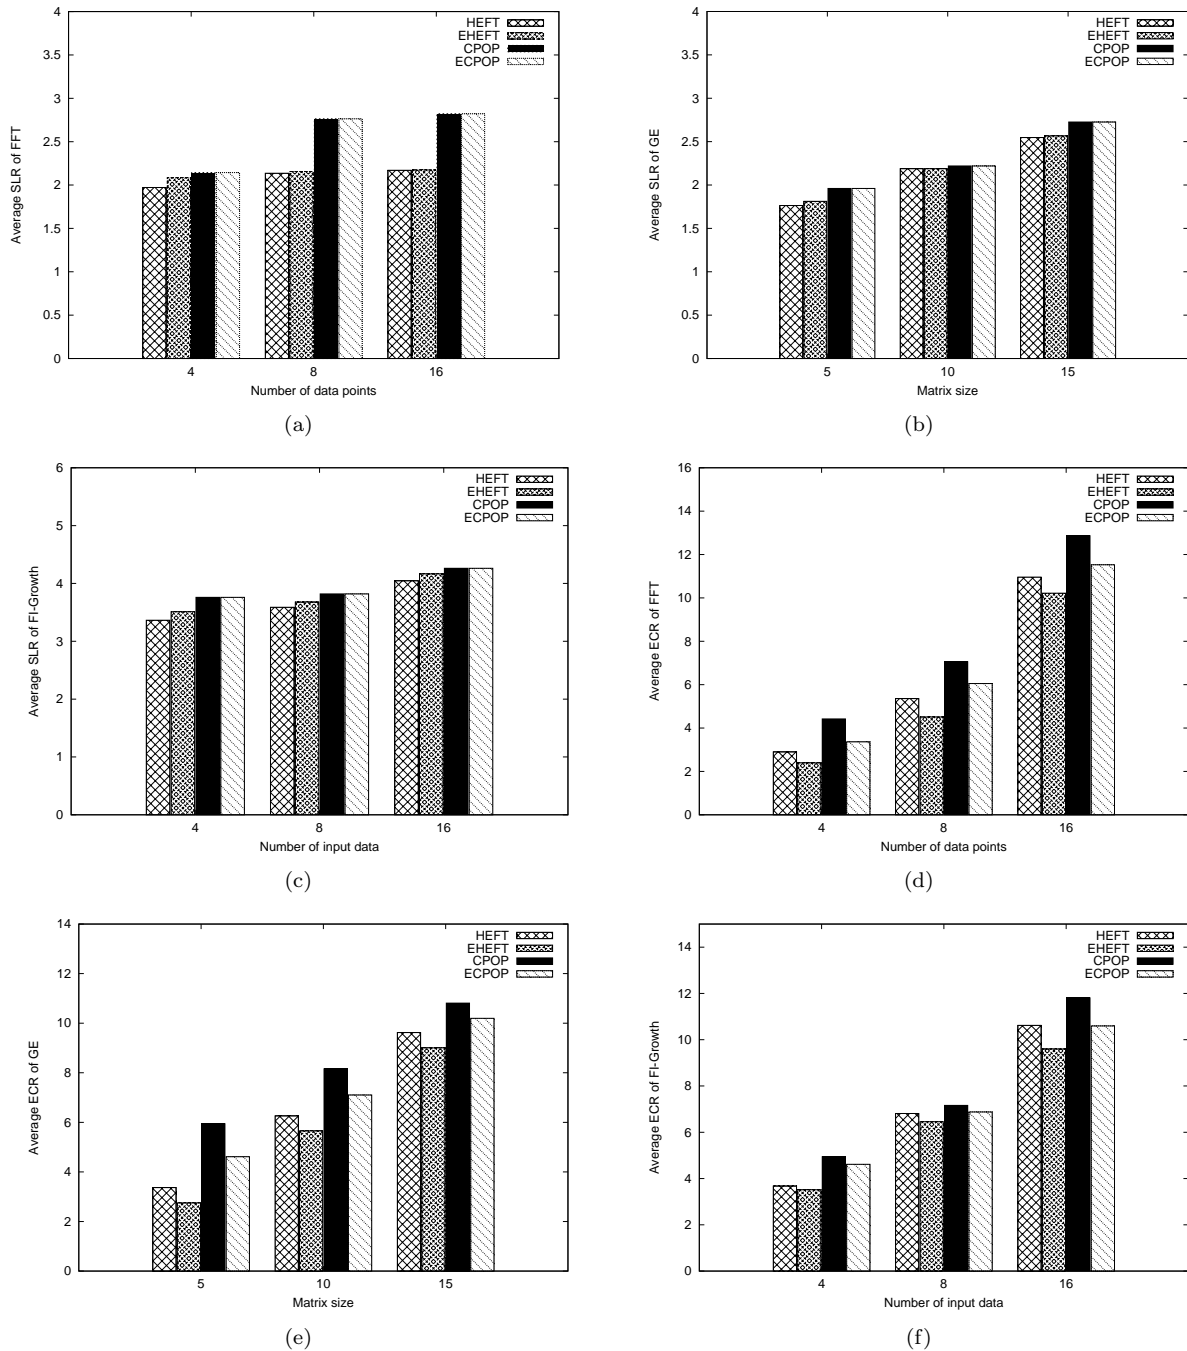 4
3.5
3
2.5
2
1.5
1
0.5
0
Average SLR of FFT
HEFT
EHEFT
CPOP
ECPOP
4 8 16
Number of data points
(a)
4
3.5
3
2.5
2
1.5
1
0.5
0
Average SLR of GE
HEFT
EHEFT
CPOP
ECPOP
5 10 15
Matrix size
(b)
6
5
4
3
2
1
0
Average SLR of FI-Growth
HEFT
EHEFT
CPOP
ECPOP
4 8 16
Number of input data
(c)
16
14
12
10
8
6
4
2
0
Average ECR of FFT
HEFT
EHEFT
CPOP
ECPOP
4 8 16
Number of data points
(d)
14
12
10
8
6
4
2
0
Average ECR of GE
HEFT
EHEFT
CPOP
ECPOP
5 10 15
Matrix size
(e)
14
12
10
8
6
4
2
0
Average ECR of FI-Growth
HEFT
EHEFT
CPOP
ECPOP
4 8 16
Number of input data
(f)